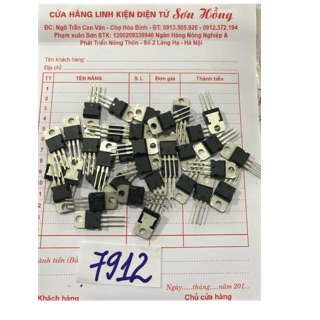 CỬA HÀNG LINH KIỆN ĐIỆN TỬ Sơn Hồng
ĐC: Ngõ Trần Cao Vân - Chợ Hòa Bình - ĐT: 0913.505.926 - 0912.372.194
Phạm xuân Sơn STK: 1200209339940 Ngân Hàng Nông Nghiệp &
Phát Triển Nông Thôn - Số 2 Láng Hạ - Hà Nội
Tên khách hàng
Địa chỉ
TT TÊN HÀNG S.L Đơn giá Thành tiền
1
7912
Ngày.....tháng.....năm 201...
Khách hàng Chủ cửa hàng